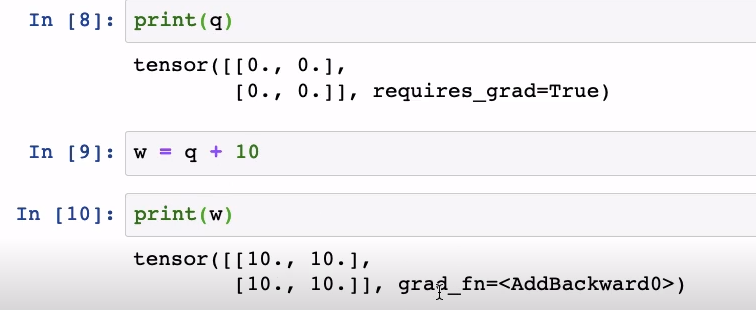 In [8]: print(q)
tensor([[0., 0.],
        [0., 0.]], requires_grad=True)
In [9]: w = q + 10
In [10]: print(w)
tensor([[10., 10.],
        [10., 10.]], grad_fn=<AddBackward0>)